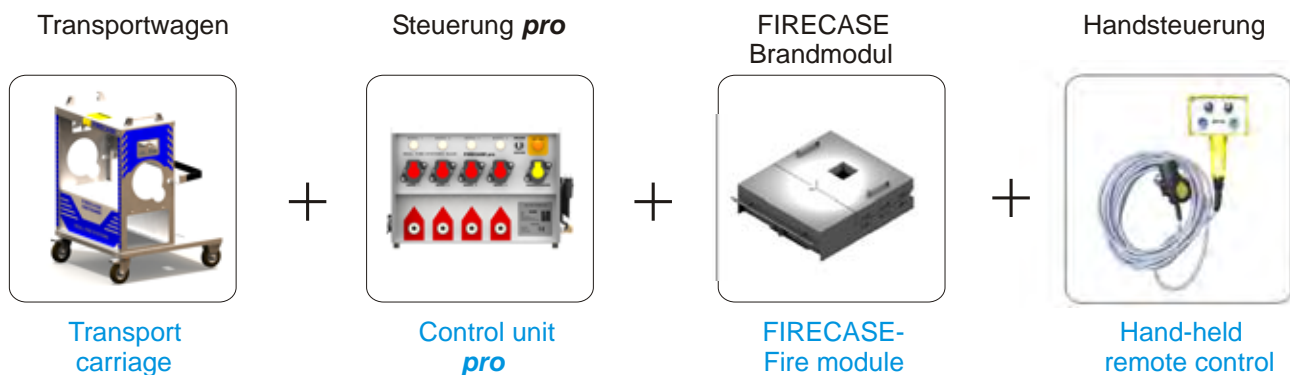 Transportwagen
Steuerung pro
FIRECASE
Brandmodul
Handsteuerung
+
+
+
Transport
carriage
Control unit
pro
FIRECASE-
Fire module
Hand-held
remote control